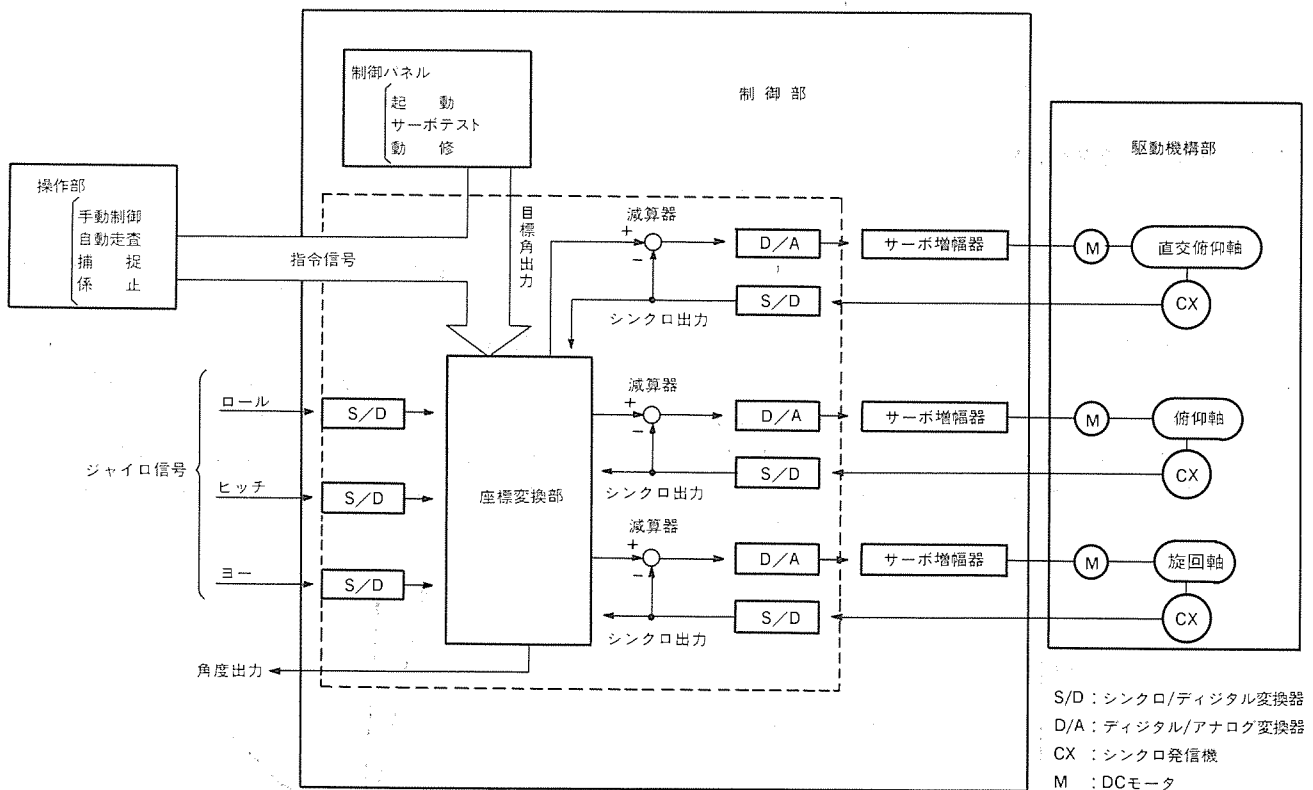 制御パネル
起動
サーボテスト
動修
制御部
駆動機構部
操作部
手動制御
自動走査
捕捉
係止
指令信号
目標角出力
減算器
+
-
D/A
サーボ増幅器
M
直交俯仰軸
S/D
CX
シンクロ出力
ジャイロ信号
ロール
S/D
ヒッチ
S/D
ヨー
S/D
座標変換部
減算器
+
-
D/A
サーボ増幅器
M
俯仰軸
S/D
CX
シンクロ出力
減算器
+
-
D/A
サーボ増幅器
M
旋回軸
S/D
CX
シンクロ出力
角度出力
S/D：シンクロ/ディジタル変換器
D/A：ディジタル/アナログ変換器
CX：シンクロ発信機
M：DCモータ